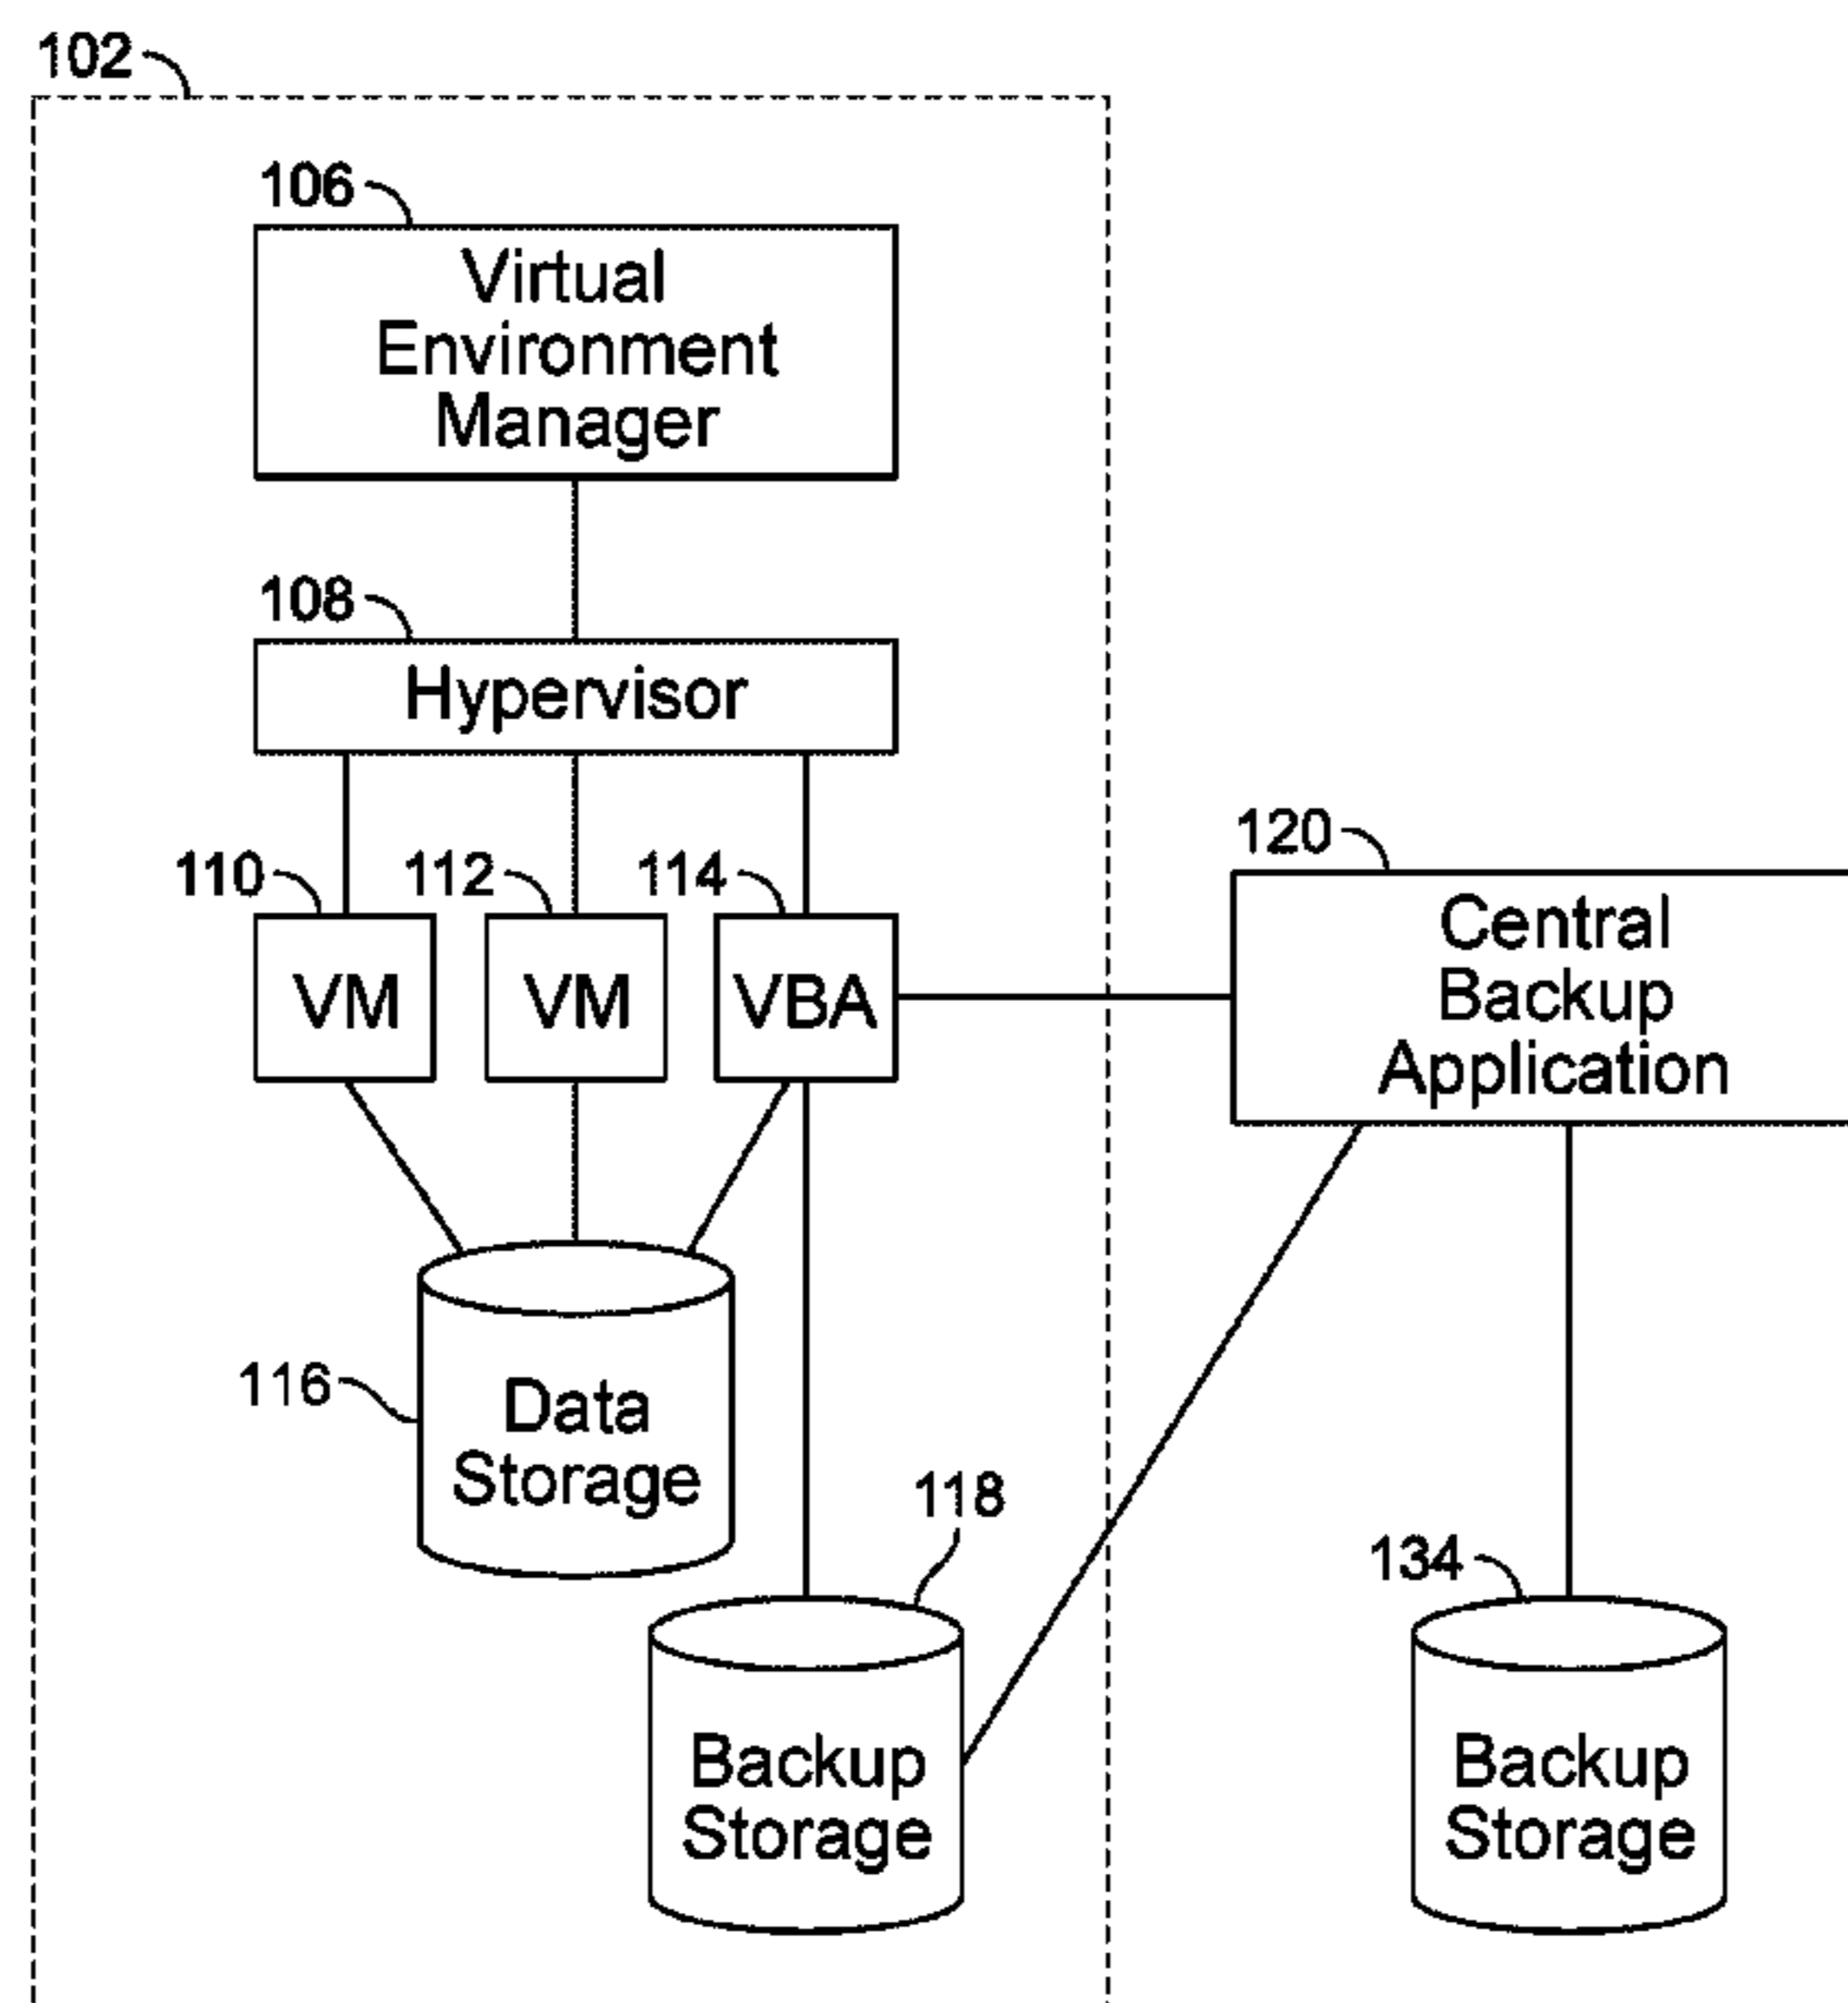 102
106
Virtual
Environment
Manager
108
Hypervisor
110
112
114
120
VM
VM
VBA
Central
Backup
Application
116
Data
Storage
118
134
Backup
Storage
Backup
Storage